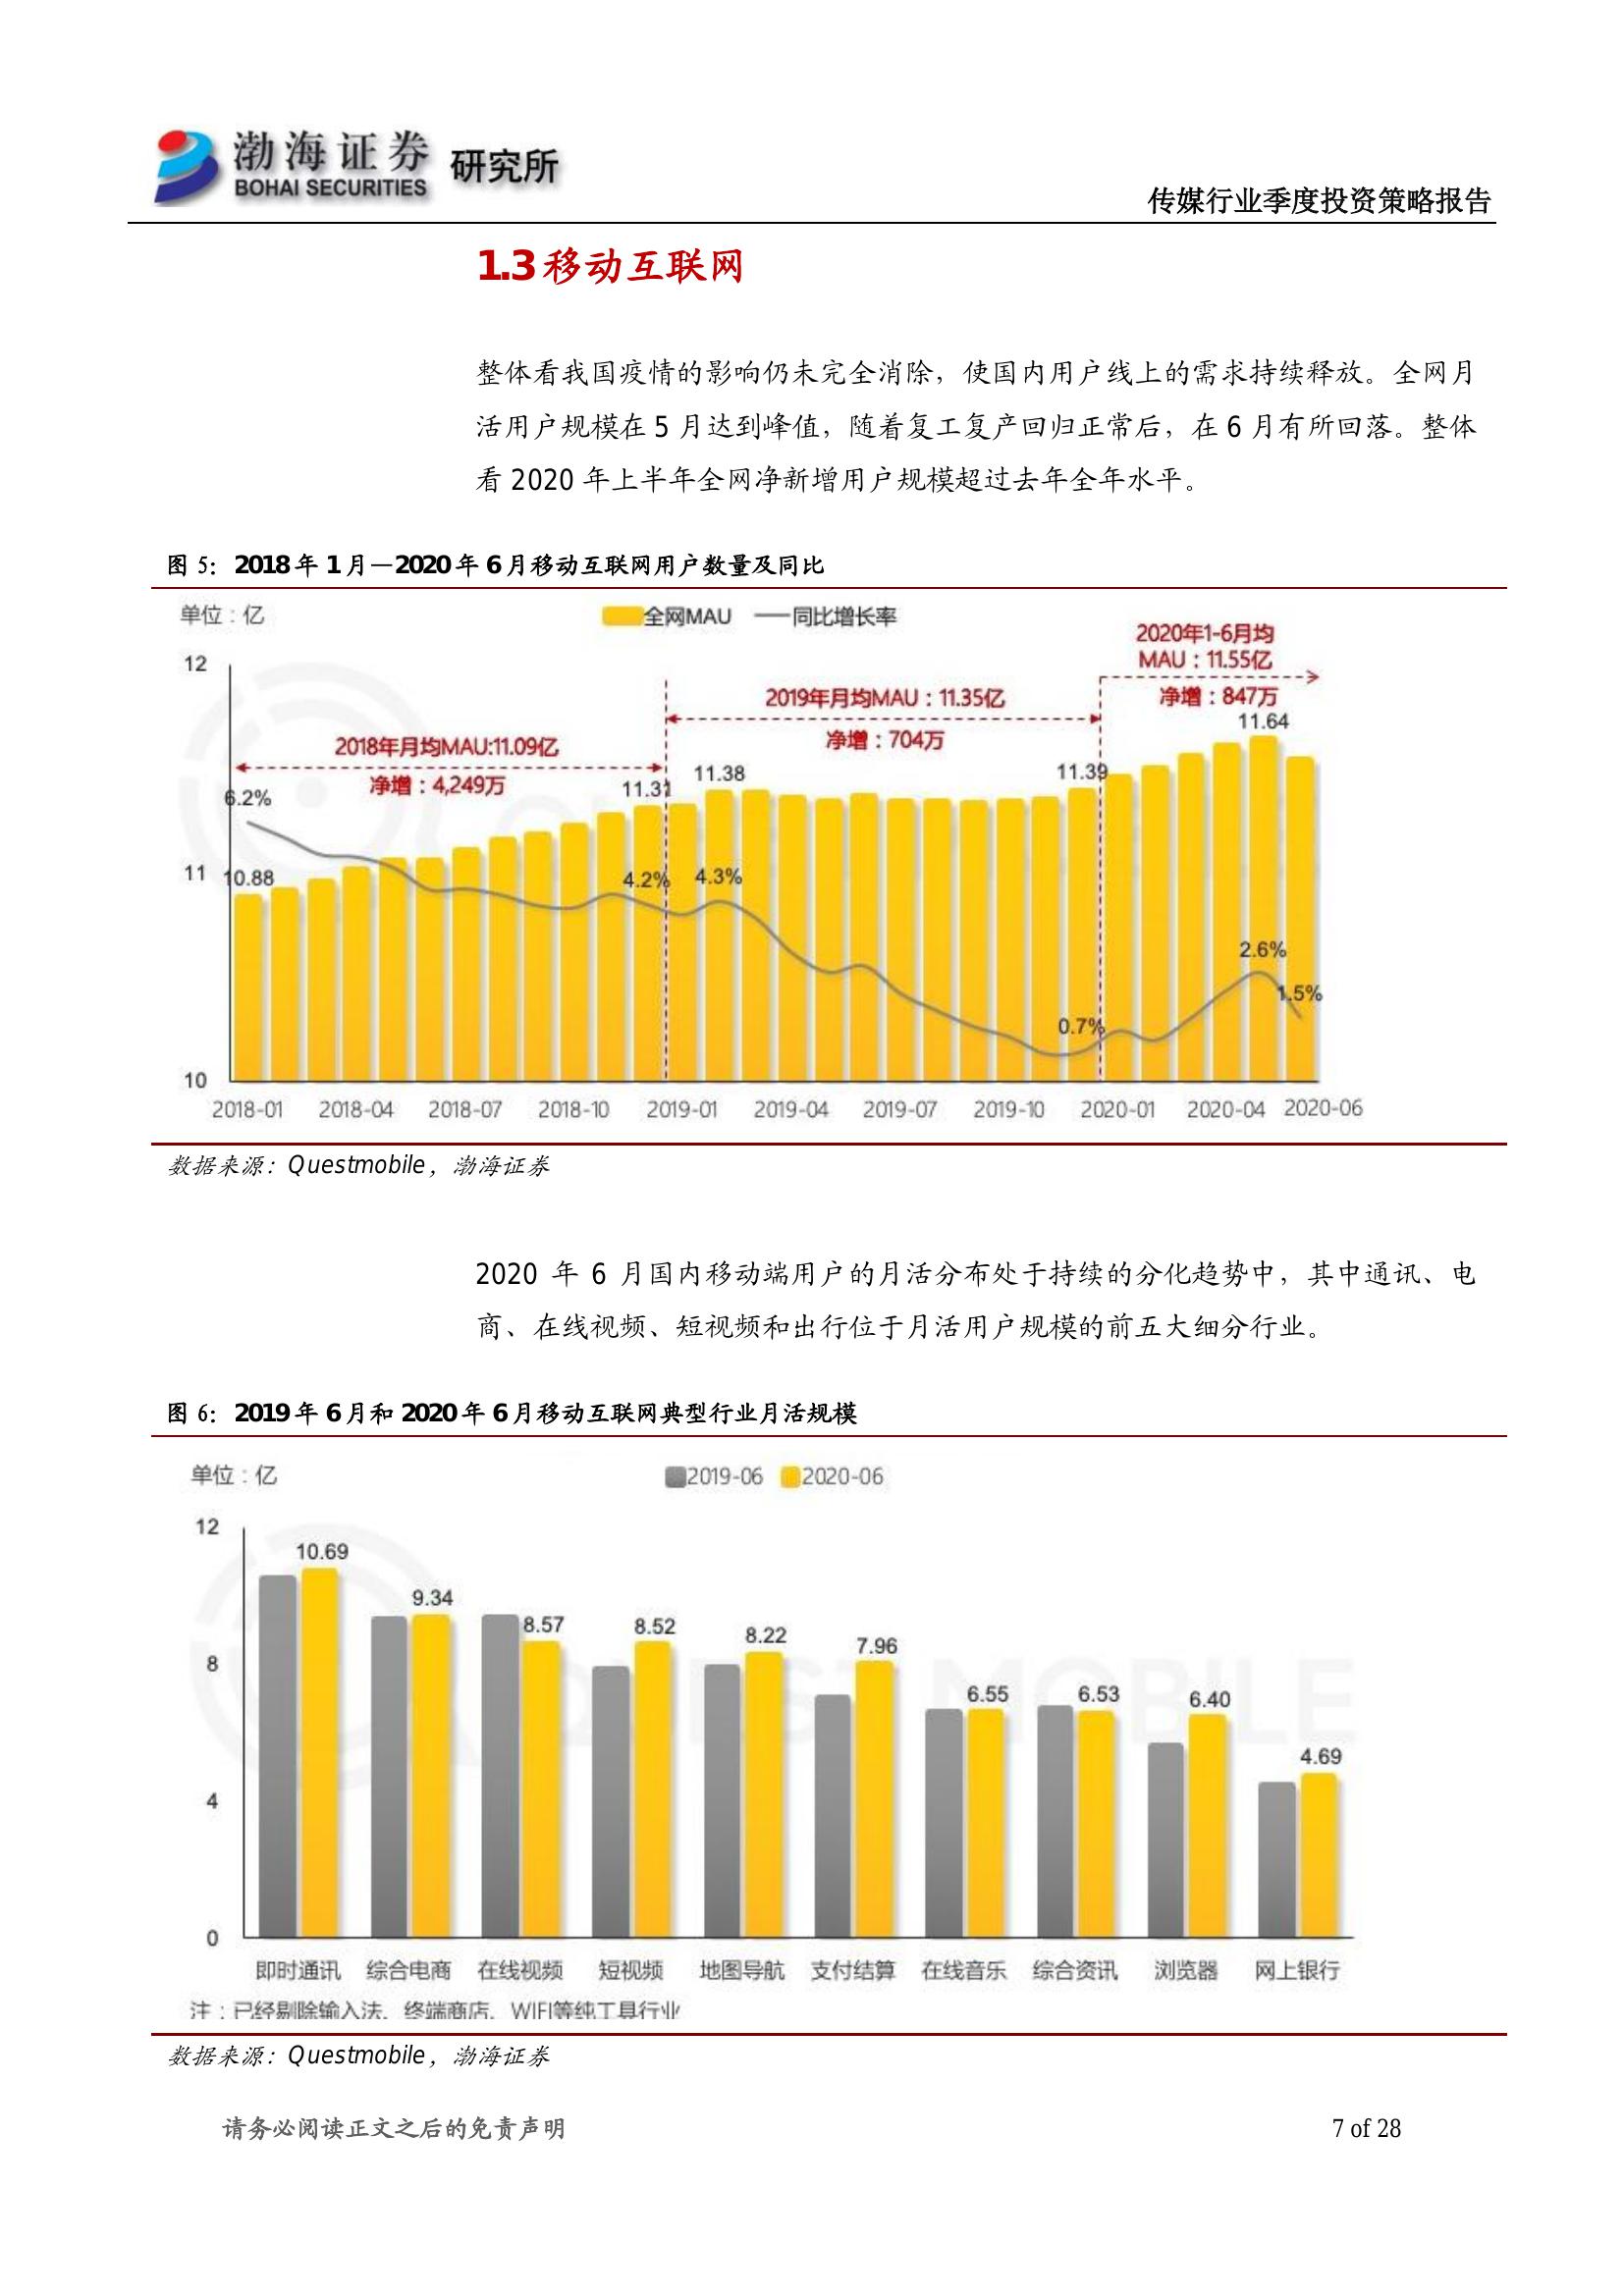 渤海证券 研究所
BOHAI SECURITIES
传媒行业季度投资策略报告
1.3 移动互联网
整体看我国疫情的影响仍未完全消除，使国内用户线上的需求持续释放。全网月
活用户规模在 5 月达到峰值，随着复工复产回归正常后，在 6 月有所回落。整体
看 2020 年上半年全网净新增用户规模超过去年全年水平。
图 5：2018 年 1 月—2020 年 6 月移动互联网用户数量及同比
单位：亿
全网MAU 同比增长率
2020年1-6月均
MAU：11.55亿
净增：847万
2019年月均MAU：11.35亿
净增：704万
2018年月均MAU:11.09亿
净增：4,249万
12
11
10
6.2%
10.88
11.31
11.38
11.39
11.64
4.2%
4.3%
0.7%
2.6%
1.5%
2018-01 2018-04 2018-07 2018-10 2019-01 2019-04 2019-07 2019-10 2020-01 2020-04 2020-06
数据来源：Questmobile，渤海证券
2020 年 6 月国内移动端用户的月活分布处于持续的分化趋势中，其中通讯、电
商、在线视频、短视频和出行位于月活用户规模的前五大细分行业。
图 6：2019 年 6 月和 2020 年 6 月移动互联网典型行业月活规模
单位：亿
2019-06 2020-06
12
8
4
0
10.69 9.34 8.57 8.52 8.22 7.96 6.55 6.53 6.40 4.69
即时通讯 综合电商 在线视频 短视频 地图导航 支付结算 在线音乐 综合资讯 浏览器 网上银行
注：已经剔除输入法、终端商店、WIFI等纯工具行业
数据来源：Questmobile，渤海证券
请务必阅读正文之后的免责声明
7 of 28